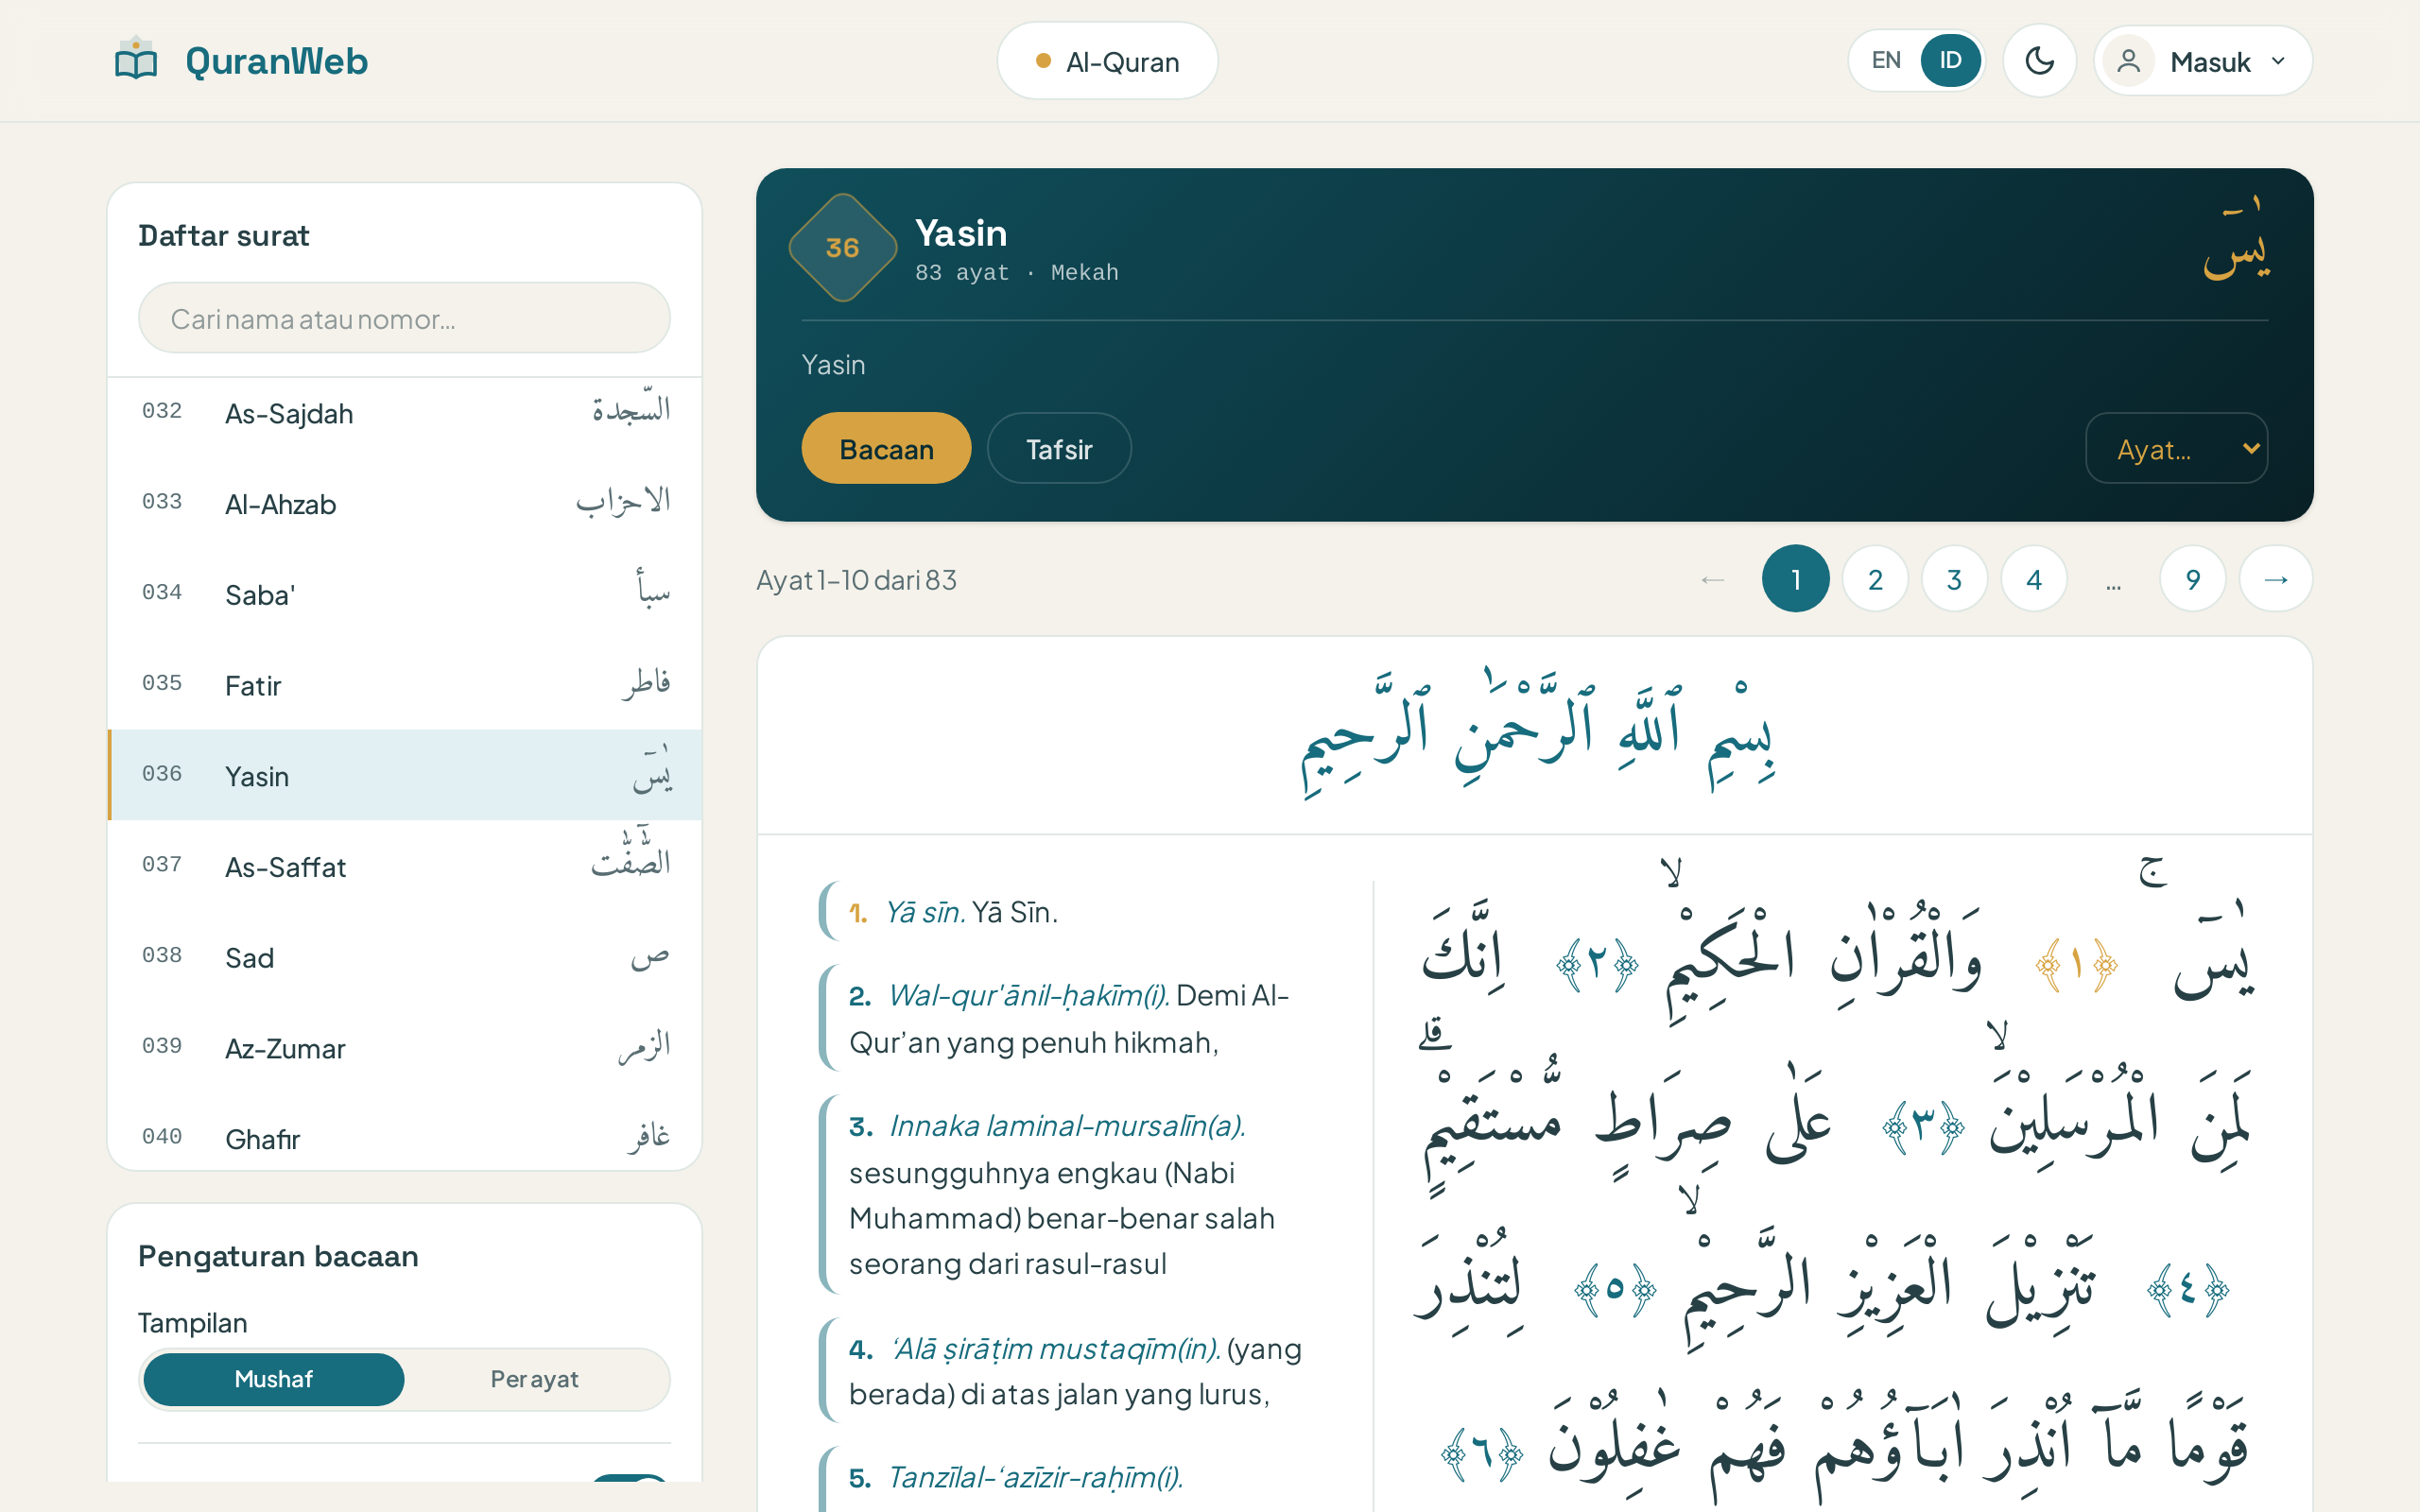 QuranWeb
Al-Quran
EN ID
Masuk
Daftar surat
Cari nama atau nomor...
032 As-Sajdah السّجدة
033 Al-Ahzab الاحزاب
034 Saba' سبأ
035 Fatir فاطر
036 Yasin يٰسۤ
037 As-Saffat الصّٰۤفّٰت
038 Sad ص
039 Az-Zumar الزمر
040 Ghafir غافر
Pengaturan bacaan
Tampilan
Mushaf Per ayat
36
Yasin
83 ayat · Mekah
يٰسۤ
Yasin
Bacaan Tafsir
Ayat...
Ayat 1–10 dari 83
← 1 2 3 4 … 9 →
بِسْمِ ٱللَّهِ ٱلرَّحْمَٰنِ ٱلرَّحِيمِ
1. Yā sīn. Yā Sīn.
2. Wal-qur'ānil-ḥakīm(i). Demi Al-
Qur’an yang penuh hikmah,
3. Innaka laminal-mursalīn(a).
sesungguhnya engkau (Nabi
Muhammad) benar-benar salah
seorang dari rasul-rasul
4. ‘Alā ṣirāṭim mustaqīm(in). (yang
berada) di atas jalan yang lurus,
5. Tanzīlal-‘azīzir-raḥīm(i).
يٰسۤ ۚ ﴿١﴾ وَالْقُرْاٰنِ الْحَكِيْمِۙ ﴿٢﴾ اِنَّكَ
لَمِنَ الْمُرْسَلِيْنَۙ ﴿٣﴾ عَلٰى صِرَاطٍ مُّسْتَقِيْمٍۗ
﴿٤﴾ تَنْزِيْلَ الْعَزِيْزِ الرَّحِيْمِۙ ﴿٥﴾ لِتُنْذِرَ
قَوْمًا مَّآ اُنْذِرَ اٰبَاۤؤُهُمْ فَهُمْ غٰفِلُوْنَ ﴿٦﴾